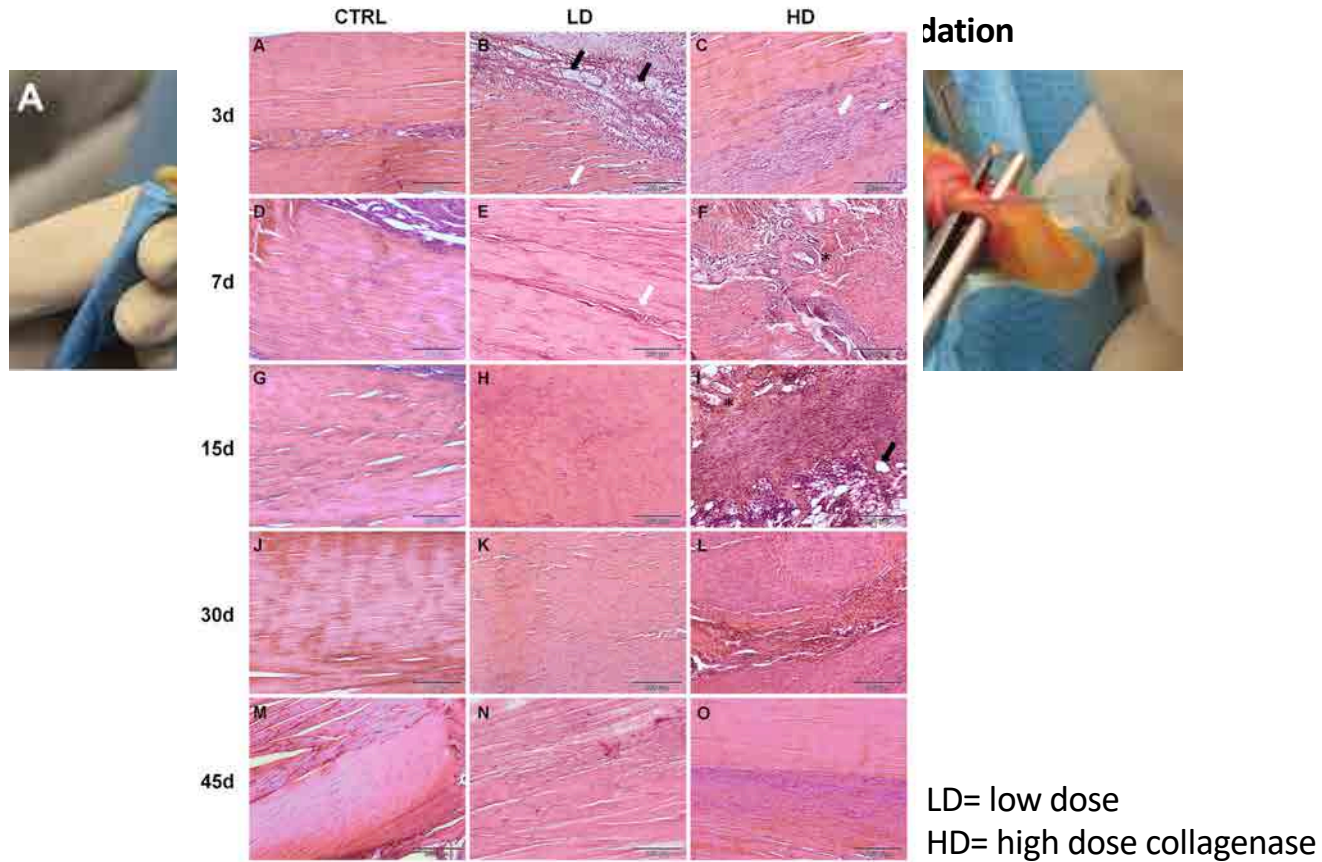 CTRL LD HD
dation
A
3d
A B C
7d
D E F
*
15d
G H I
*
30d
J K L
45d
M N O
LD= low dose
HD= high dose collagenase